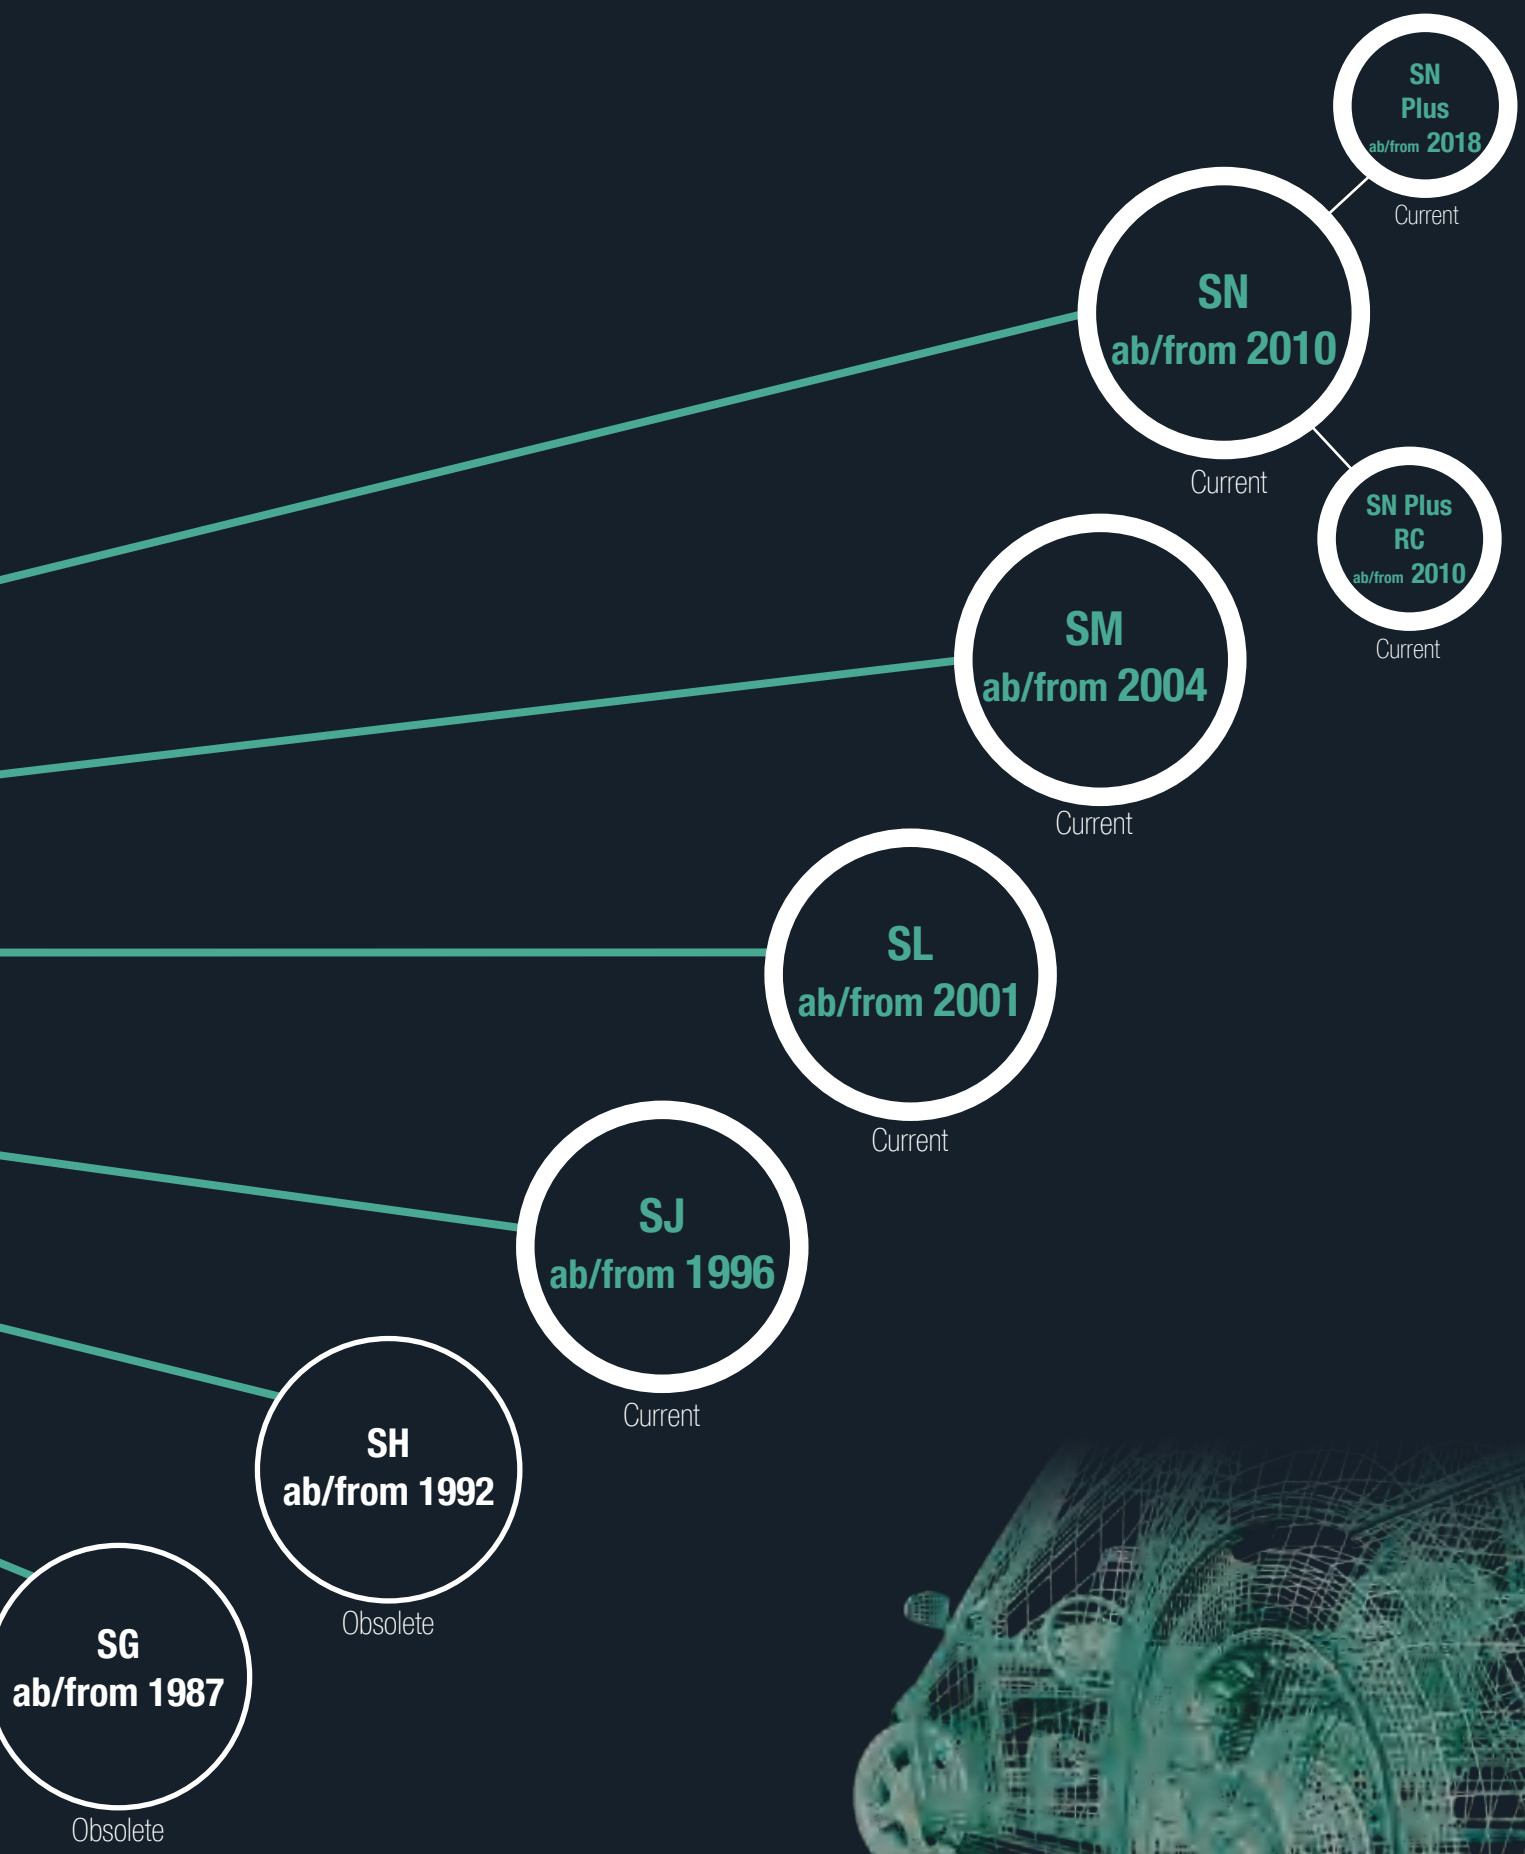 SN
Plus
ab/from 2018
Current
SN
ab/from 2010
Current
SN Plus
RC
ab/from 2010
Current
SM
ab/from 2004
Current
SL
ab/from 2001
Current
SJ
ab/from 1996
Current
SH
ab/from 1992
Obsolete
SG
ab/from 1987
Obsolete